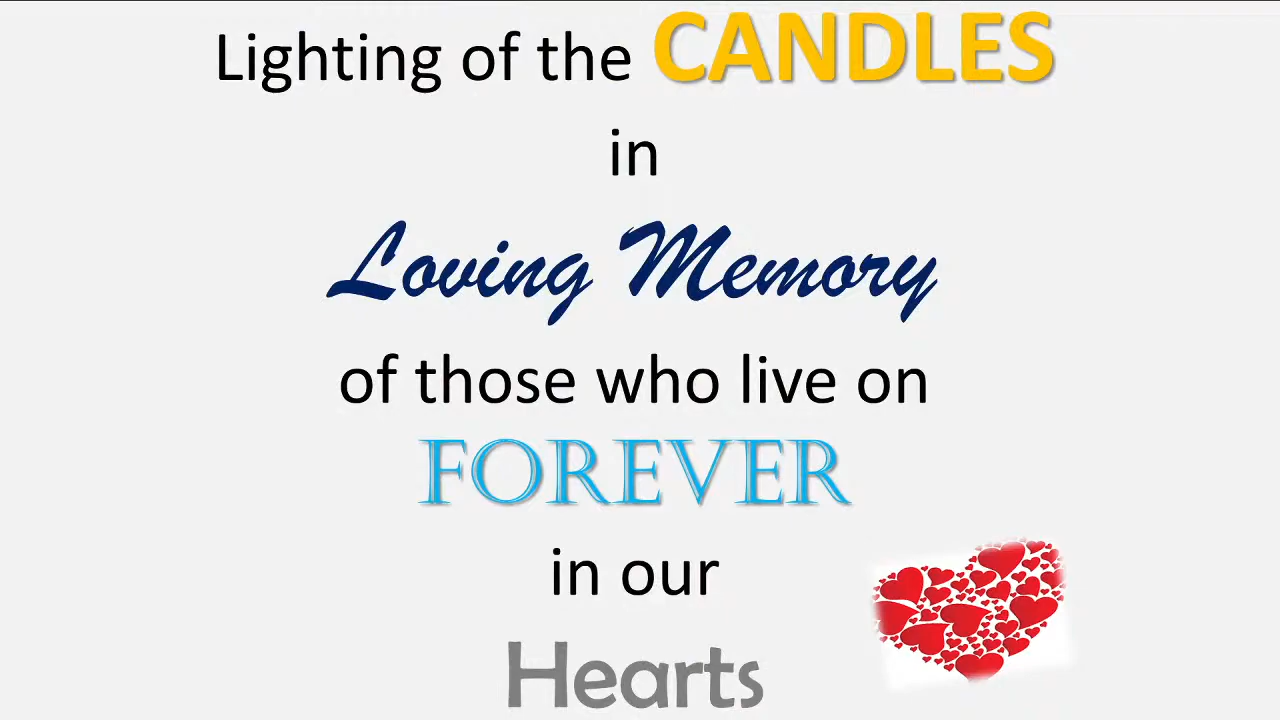 Lighting of the CANDLES
in
Loving Memory
of those who live on
FOREVER
in our
Hearts